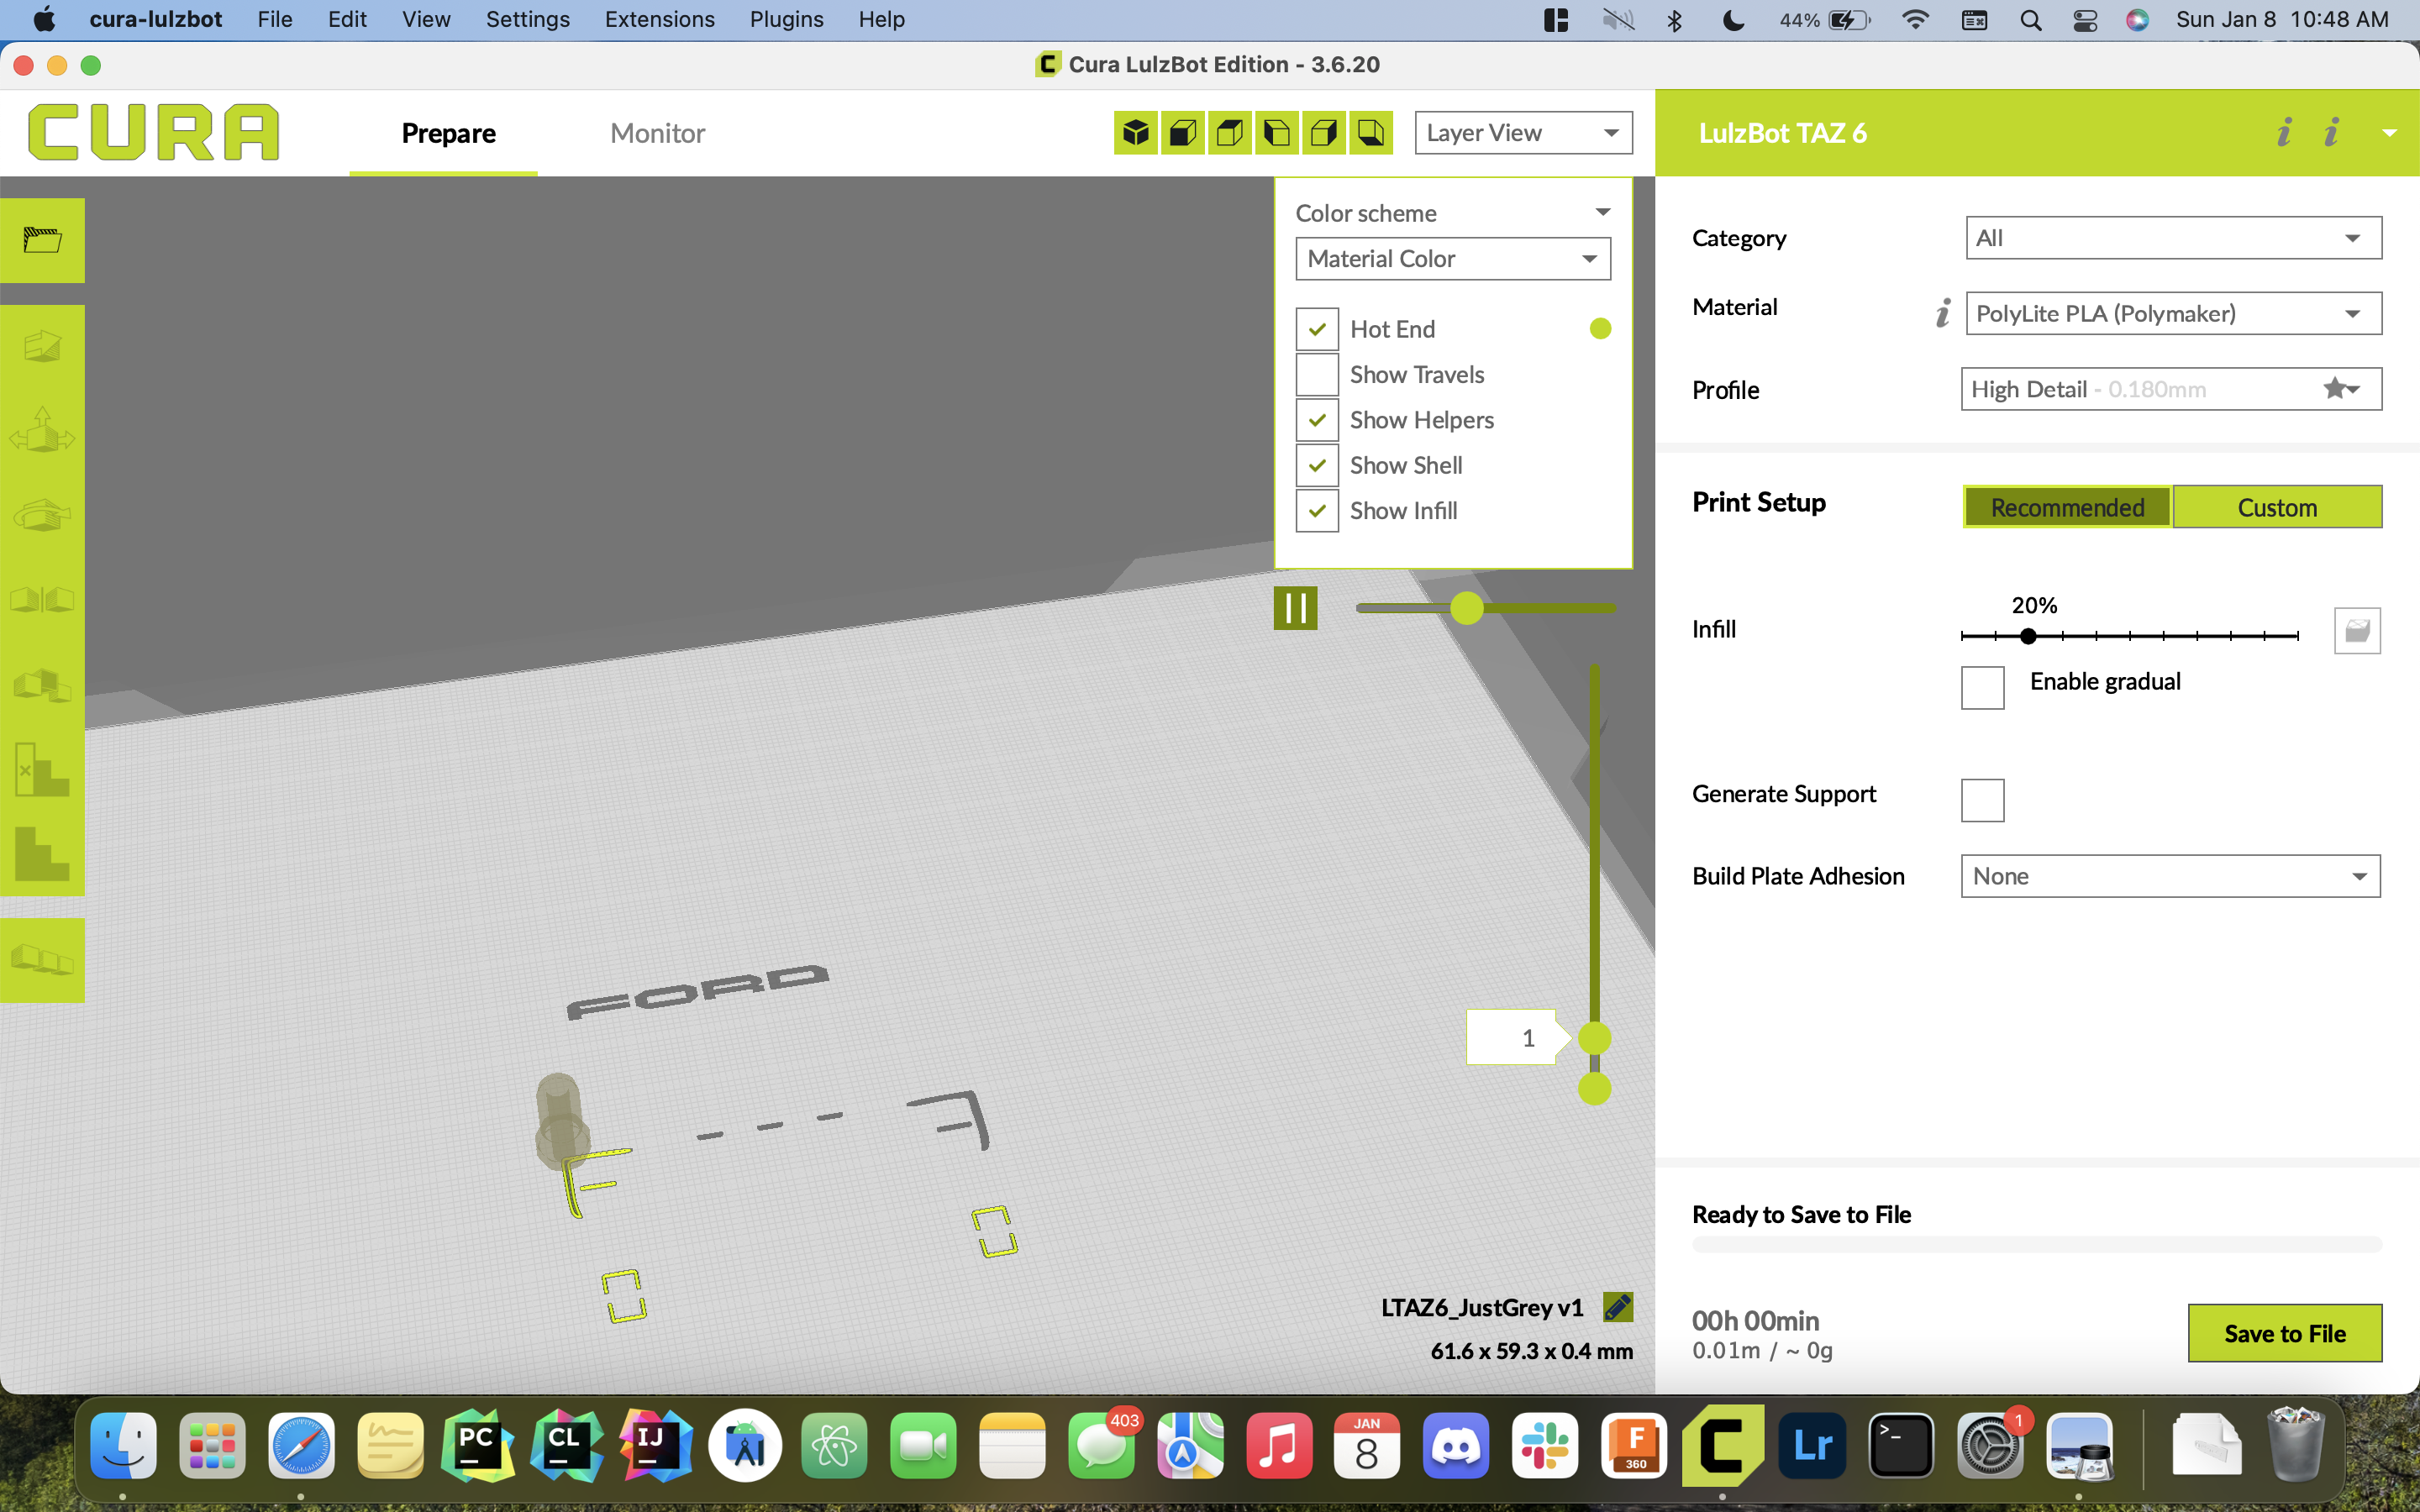 cura-lulzbot File Edit View Settings Extensions Plugins Help 44% Sun Jan 8 10:48 AM
Cura LulzBot Edition - 3.6.20
CURA Prepare Monitor Layer View LulzBot TAZ 6 i i
Color scheme
Material Color
Hot End
Show Travels
Show Helpers
Show Shell
Show Infill
Category All
Material i PolyLite PLA (Polymaker)
Profile High Detail - 0.180mm
Print Setup Recommended Custom
20%
Infill
Enable gradual
Generate Support
Build Plate Adhesion None
FORD
1
LTAZ6_JustGrey v1
61.6 x 59.3 x 0.4 mm
Ready to Save to File
00h 00min
0.01m / ~ 0g
Save to File
PC CL IJ 403 JAN 8 F 360 C Lr >_ 1